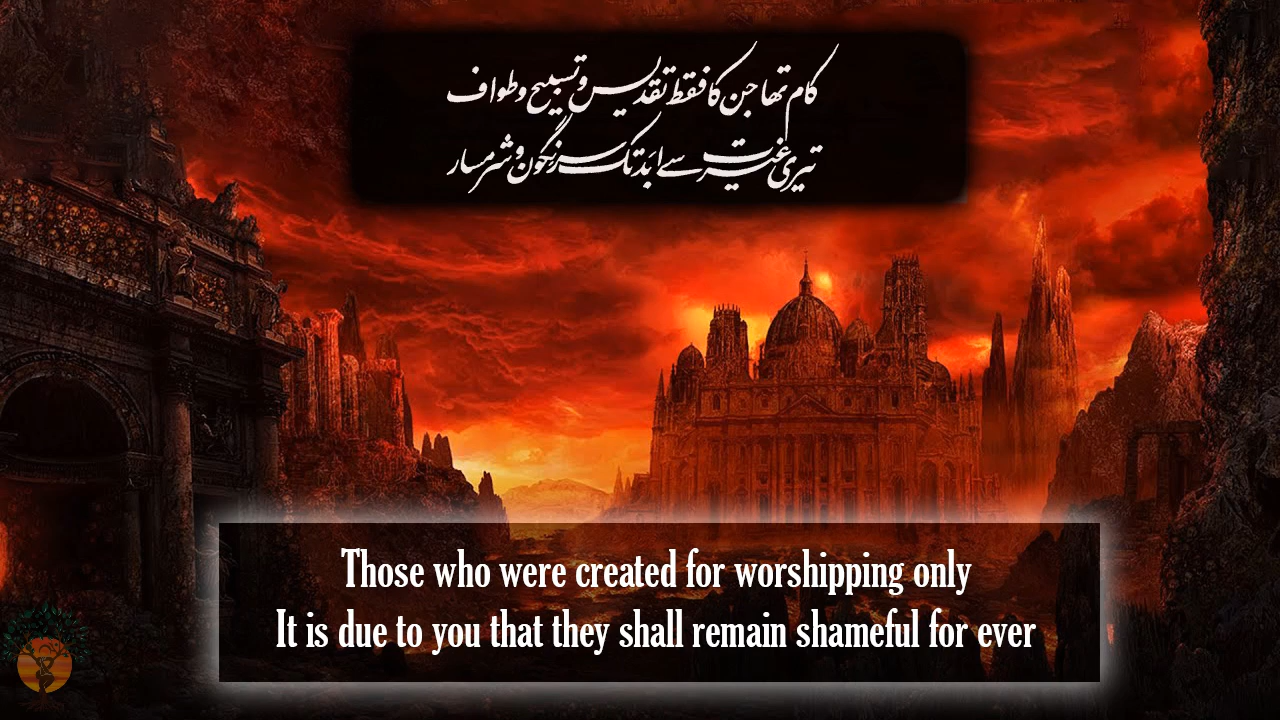 کام تھا جن کا فقط تقدیس و تسبیح و طواف
تیری غیرت سے ابَد تک سرنگون و شرمسار
Those who were created for worshipping only
It is due to you that they shall remain shameful for ever